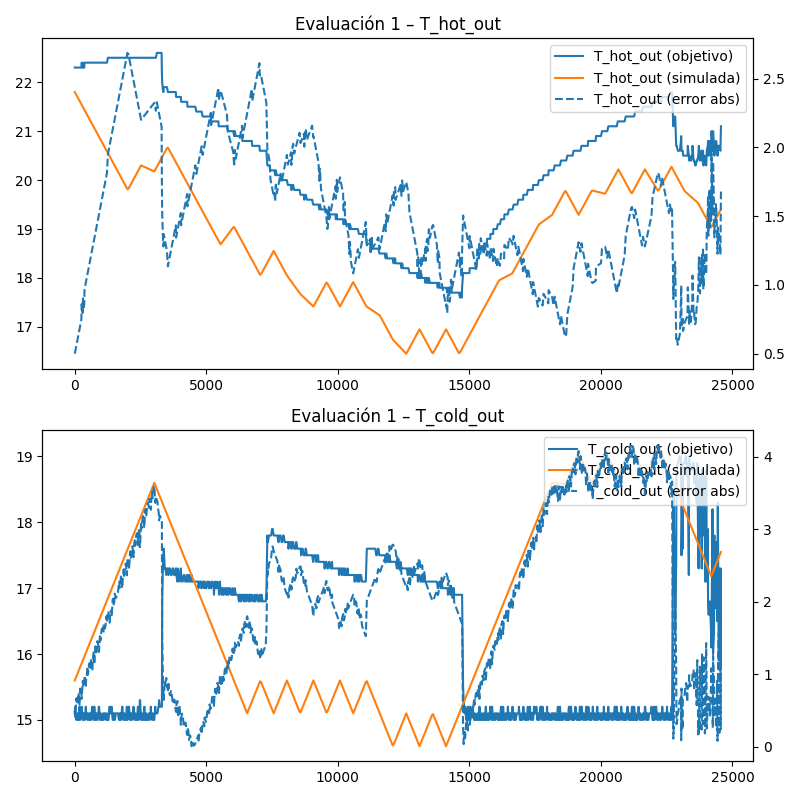 Evaluación 1 – T_hot_out
T_hot_out (objetivo)
T_hot_out (simulada)
T_hot_out (error abs)
22
21
20
19
18
17
2.5
2.0
1.5
1.0
0.5
0 5000 10000 15000 20000 25000
Evaluación 1 – T_cold_out
T_cold_out (objetivo)
T_cold_out (simulada)
T_cold_out (error abs)
19
18
17
16
15
4
3
2
1
0
0 5000 10000 15000 20000 25000